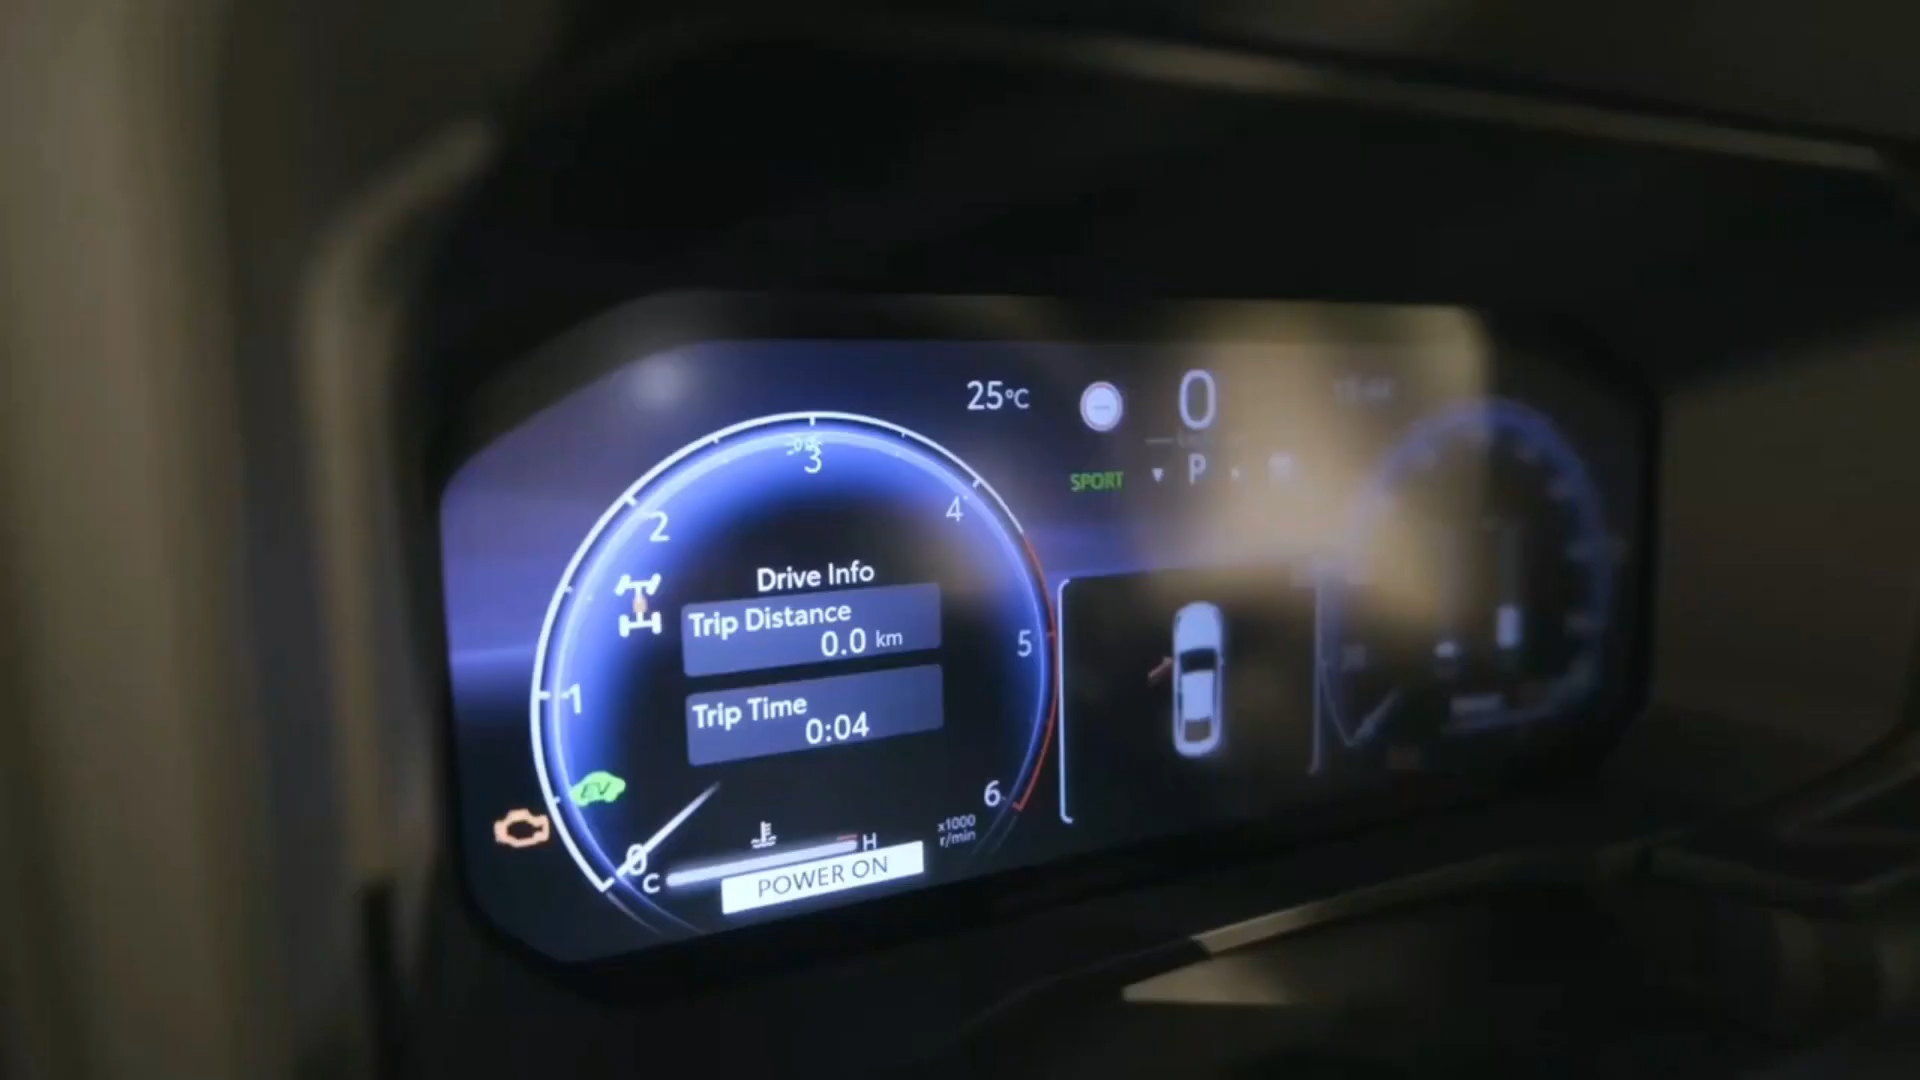 25°C
0
SPORT
P
3
2
4
Drive Info
Trip Distance
0.0 km
5
1
Trip Time
0:04
EV
6
x1000
r/min
H
0
C
POWER ON